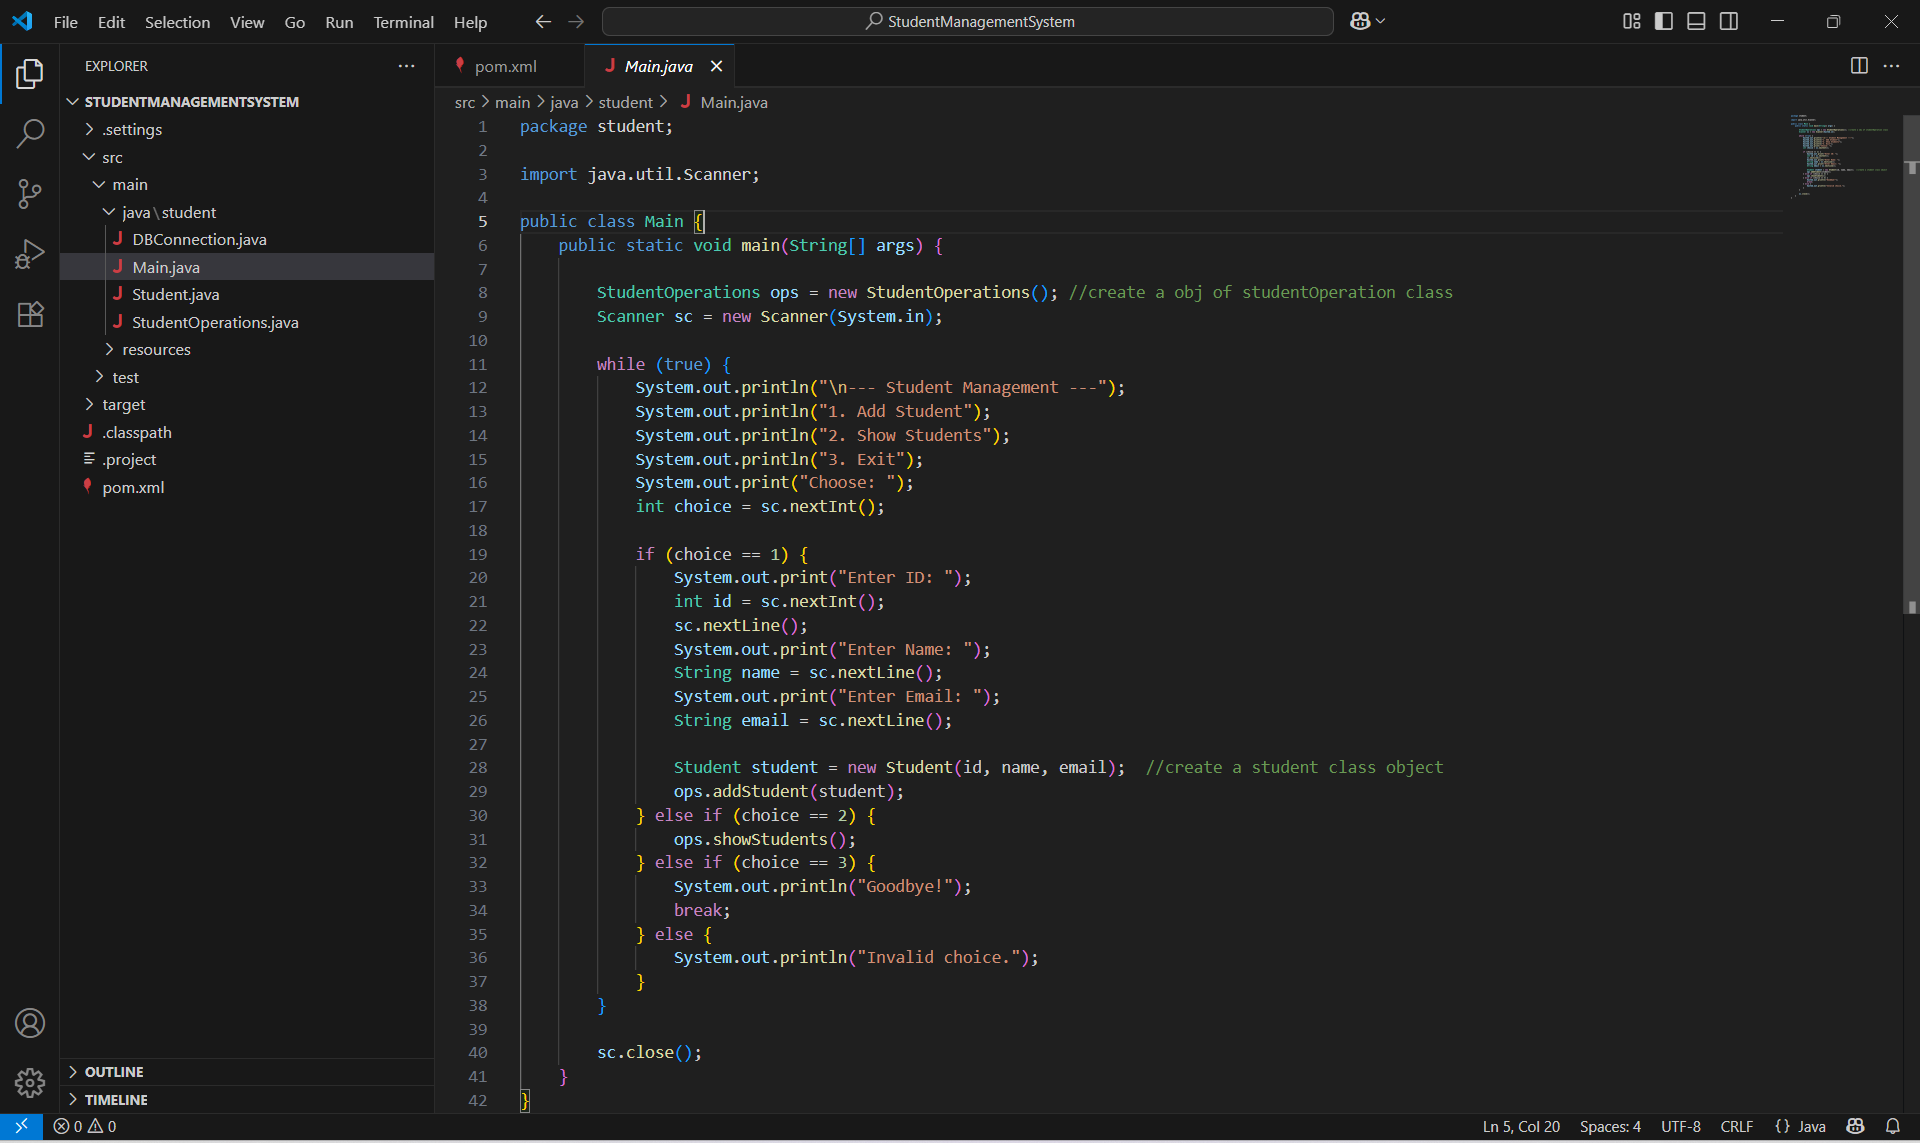 File Edit Selection View Go Run Terminal Help
StudentManagementSystem
EXPLORER
STUDENTMANAGEMENTSYSTEM
.settings
src
main
java\student
DBConnection.java
Main.java
Student.java
StudentOperations.java
resources
test
target
.classpath
.project
pom.xml
OUTLINE
TIMELINE
pom.xml
Main.java
src > main > java > student > Main.java
1 package student;
2
3 import java.util.Scanner;
4
5 public class Main {
6     public static void main(String[] args) {
7
8         StudentOperations ops = new StudentOperations(); //create a obj of studentOperation class
9         Scanner sc = new Scanner(System.in);
10
11         while (true) {
12             System.out.println("\n--- Student Management ---");
13             System.out.println("1. Add Student");
14             System.out.println("2. Show Students");
15             System.out.println("3. Exit");
16             System.out.print("Choose: ");
17             int choice = sc.nextInt();
18
19             if (choice == 1) {
20                 System.out.print("Enter ID: ");
21                 int id = sc.nextInt();
22                 sc.nextLine();
23                 System.out.print("Enter Name: ");
24                 String name = sc.nextLine();
25                 System.out.print("Enter Email: ");
26                 String email = sc.nextLine();
27
28                 Student student = new Student(id, name, email);  //create a student class object
29                 ops.addStudent(student);
30             } else if (choice == 2) {
31                 ops.showStudents();
32             } else if (choice == 3) {
33                 System.out.println("Goodbye!");
34                 break;
35             } else {
36                 System.out.println("Invalid choice.");
37             }
38         }
39
40         sc.close();
41     }
42 }
0 0
Ln 5, Col 20 Spaces: 4 UTF-8 CRLF {} Java